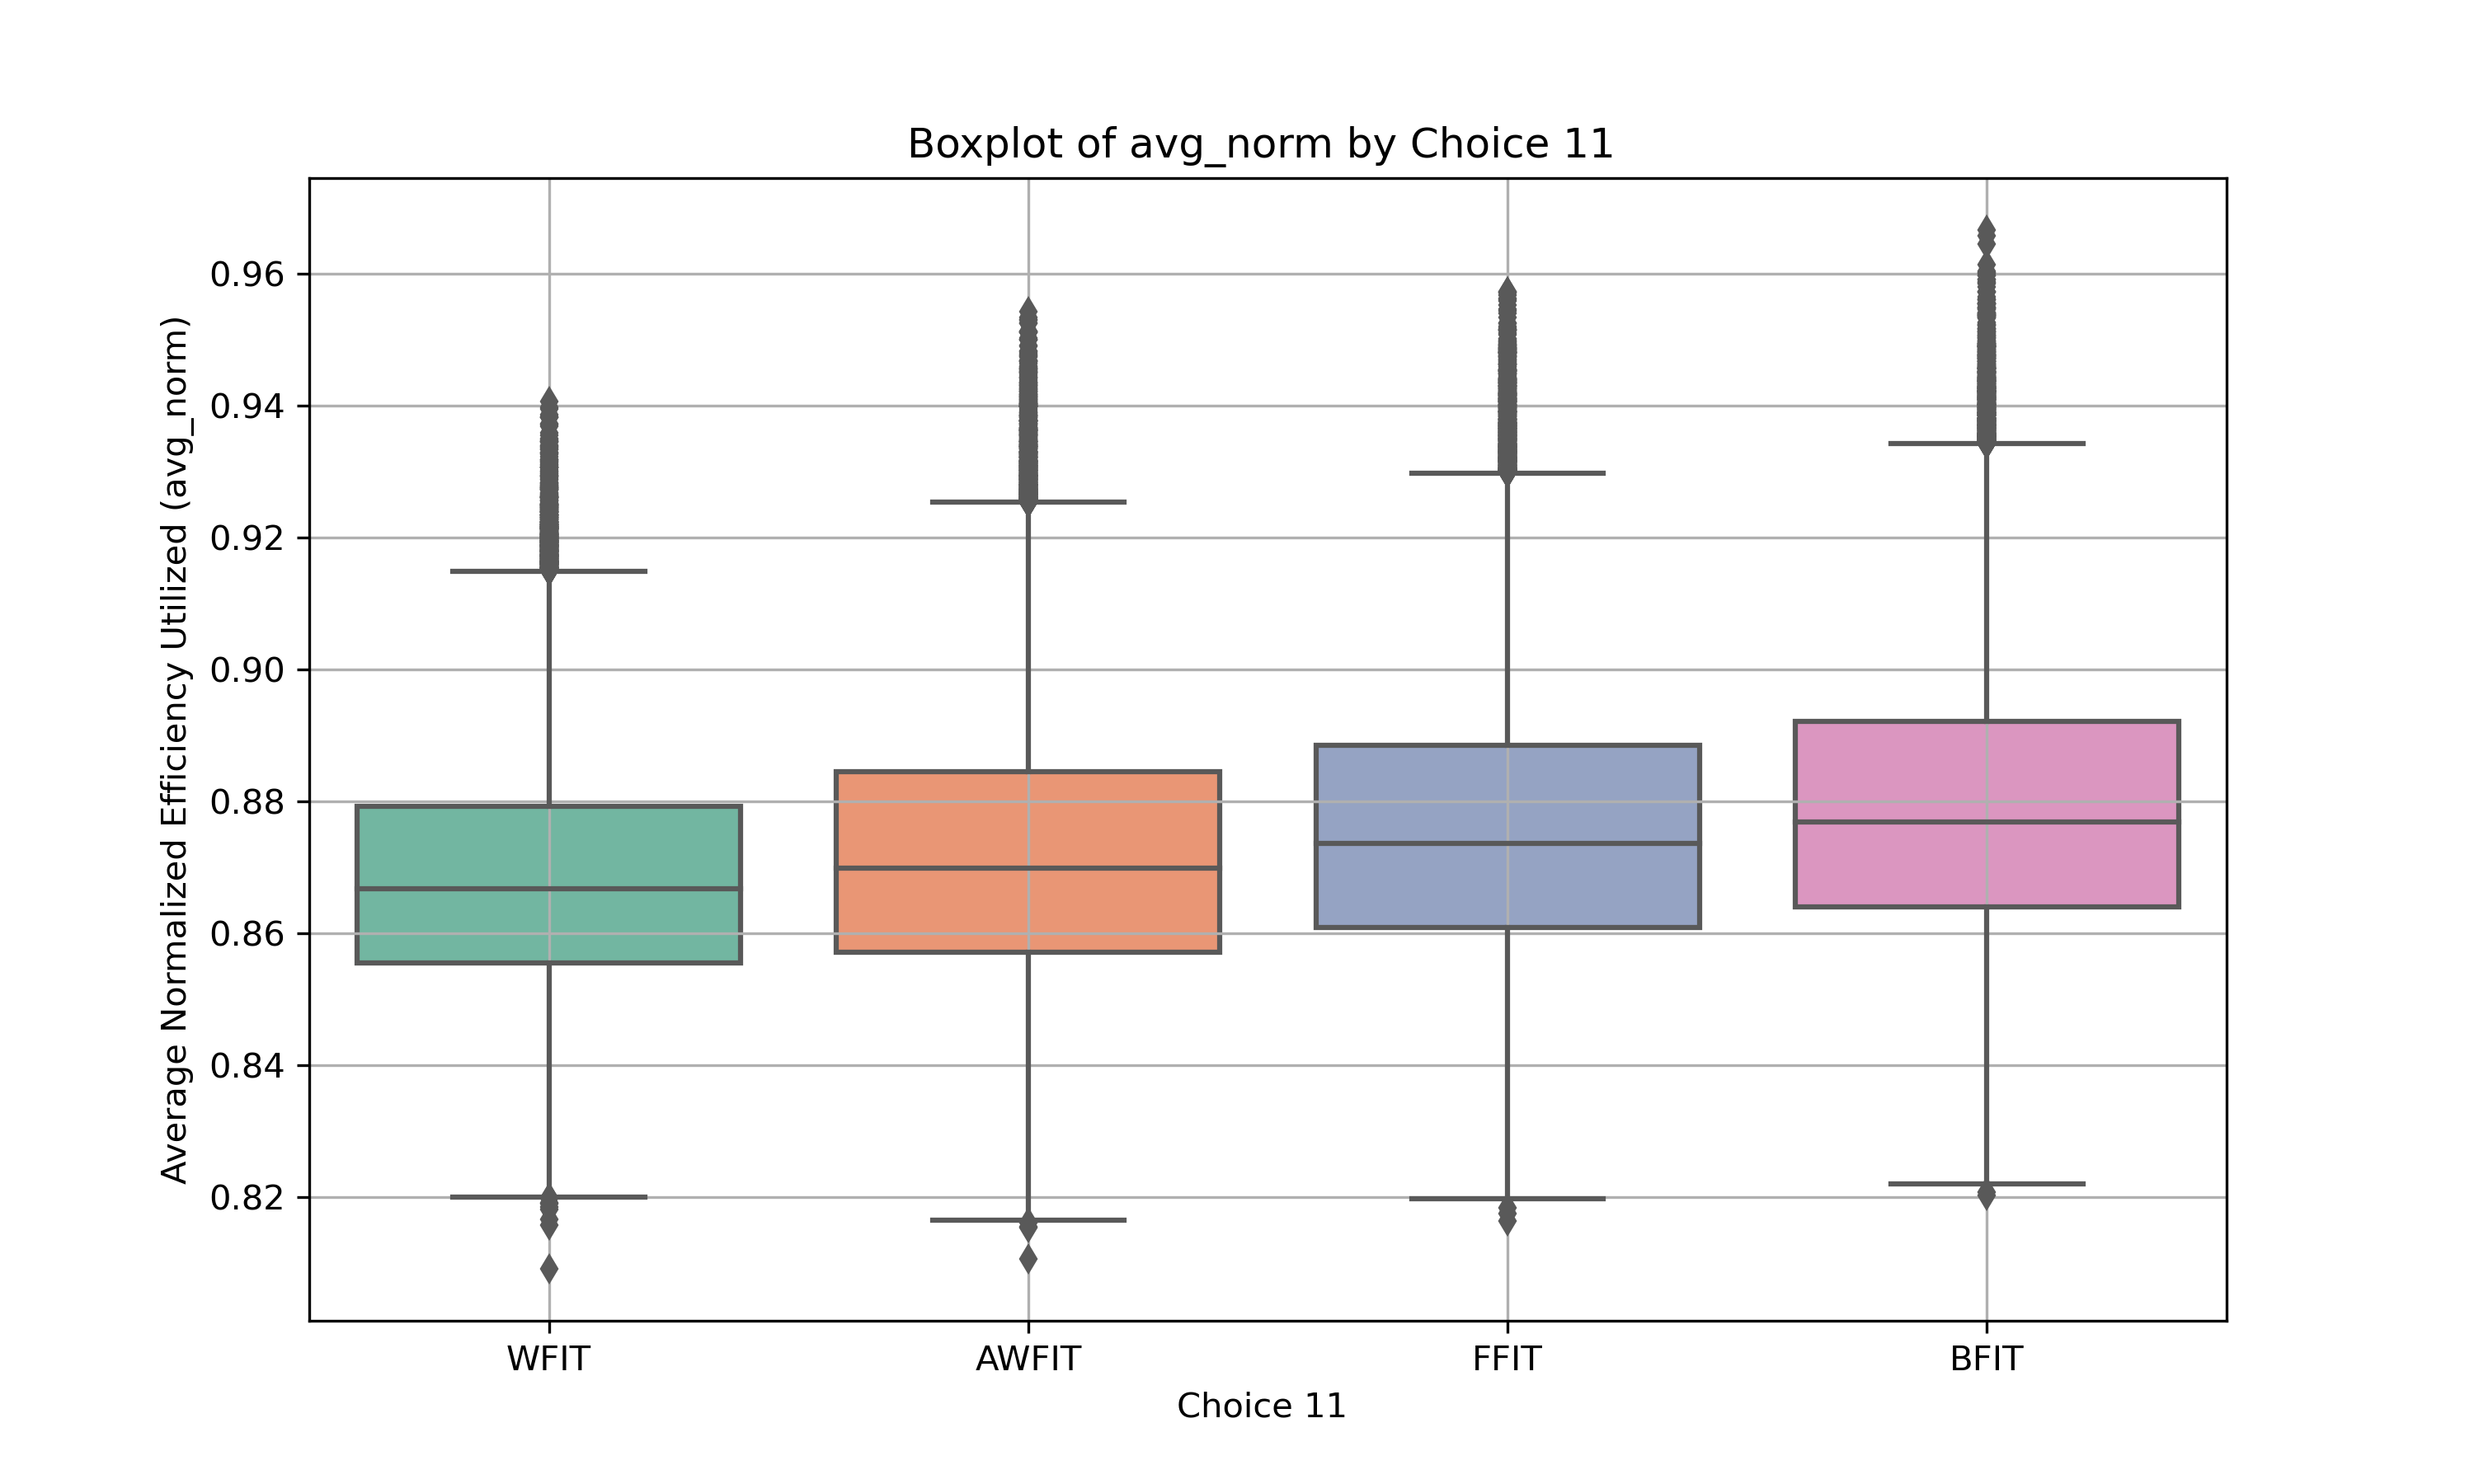 Boxplot of avg_norm by Choice 11
Average Normalized Efficiency Utilized (avg_norm)
0.96
0.94
0.92
0.90
0.88
0.86
0.84
0.82
WFIT AWFIT FFIT BFIT
Choice 11